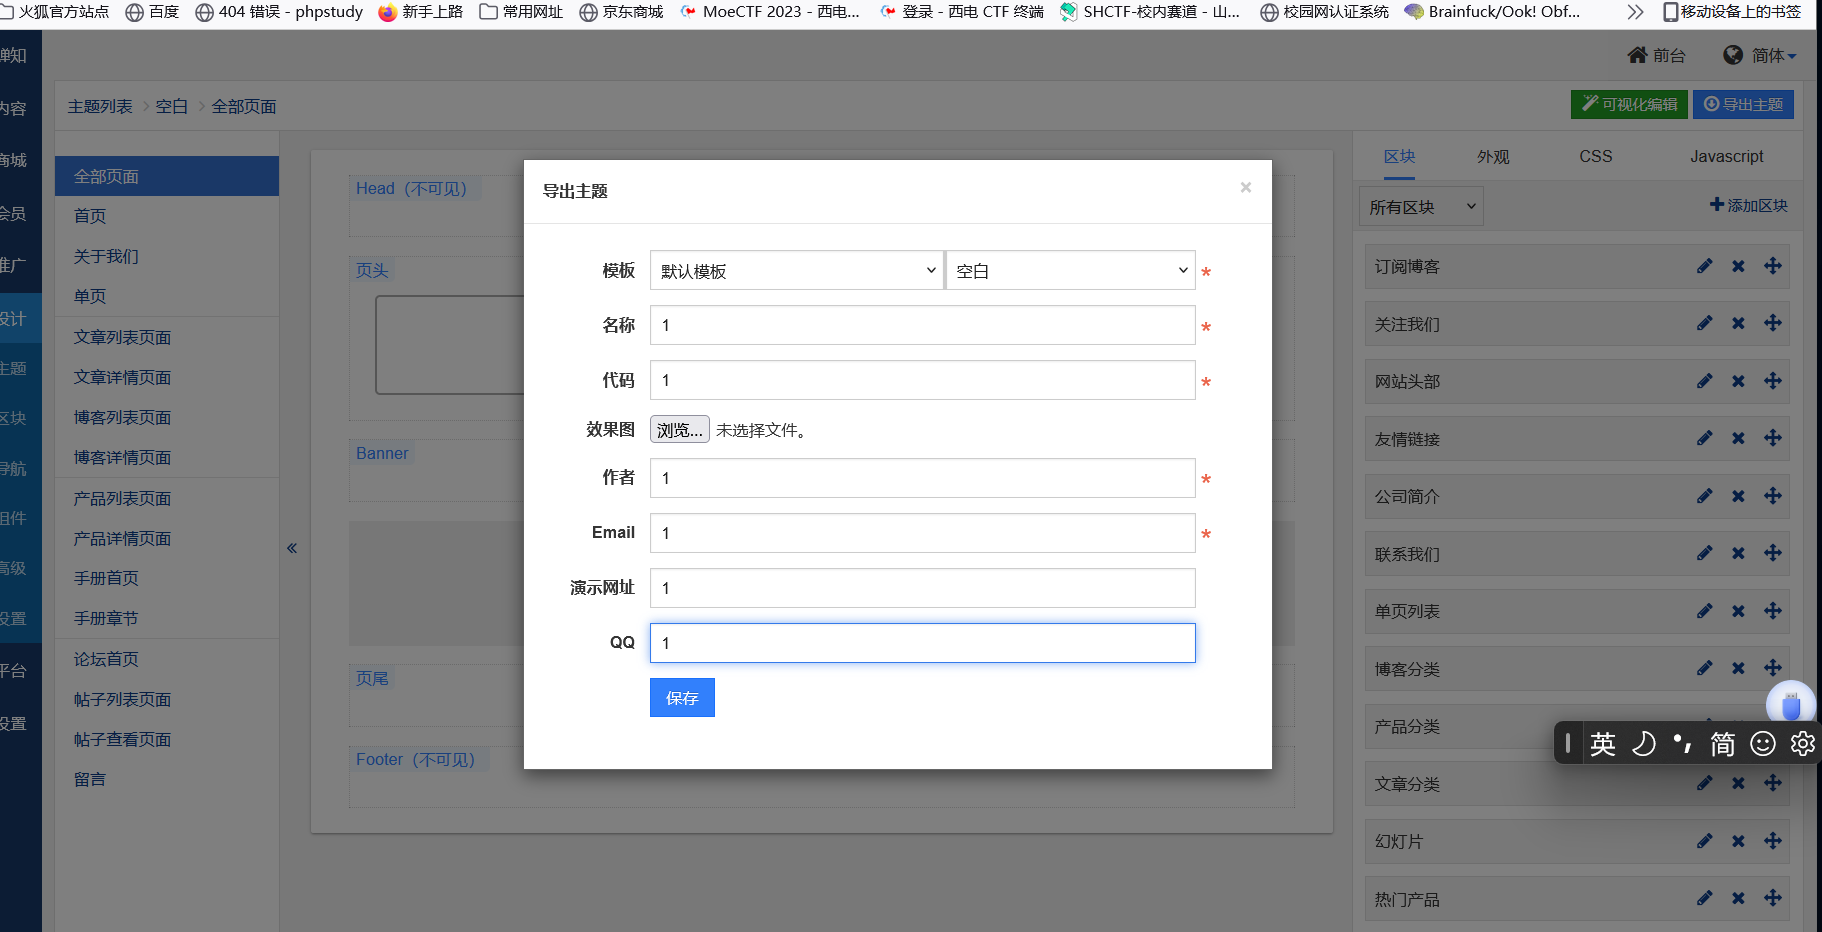 火狐官方站点 百度 404 错误 - phpstudy 新手上路 常用网址 京东商城 MoeCTF 2023 - 西电... 登录 - 西电 CTF 终端 SHCTF-校内赛道 - 山... 校园网认证系统 Brainfuck/Ook! Obf... 移动设备上的书签
蝉知
内容
商城
会员
推广
设计
主题
区块
导航
组件
高级
设置
平台
设置
前台 简体
主题列表 空白 全部页面
可视化编辑 导出主题
全部页面
首页
关于我们
单页
文章列表页面
文章详情页面
博客列表页面
博客详情页面
产品列表页面
产品详情页面
手册首页
手册章节
论坛首页
帖子列表页面
帖子查看页面
留言
«
Head（不可见）
页头
Banner
页尾
Footer（不可见）
导出主题 ×
模板 默认模板 空白 *
名称 1 *
代码 1 *
效果图 浏览... 未选择文件。
作者 1 *
Email 1 *
演示网址 1
QQ 1
保存
区块 外观 CSS Javascript
所有区块 添加区块
订阅博客
关注我们
网站头部
友情链接
公司简介
联系我们
单页列表
博客分类
产品分类
文章分类
幻灯片
热门产品
英 简